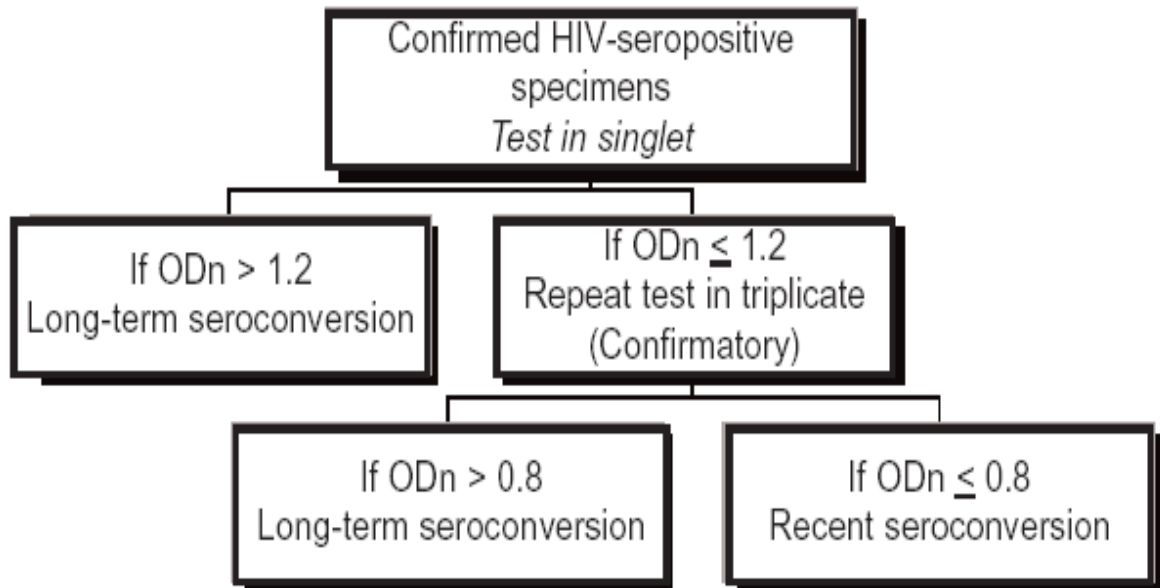 Confirmed HIV-seropositive
specimens
Test in singlet
If ODn > 1.2
Long-term seroconversion
If ODn ≤ 1.2
Repeat test in triplicate
(Confirmatory)
If ODn > 0.8
Long-term seroconversion
If ODn ≤ 0.8
Recent seroconversion